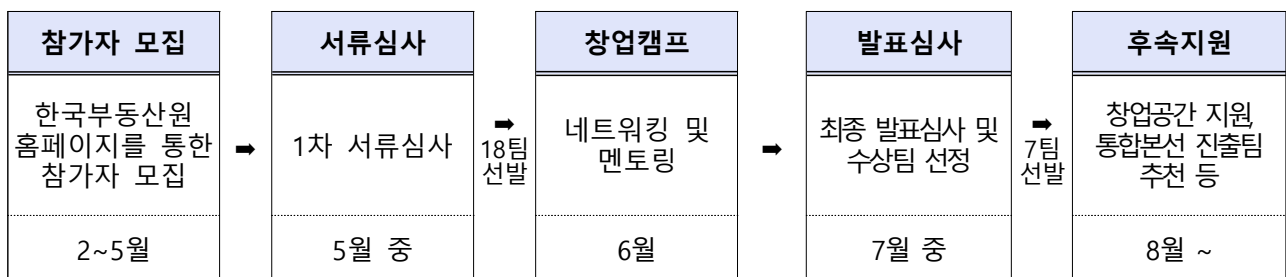 참가자 모집
한국부동산원
홈페이지를 통한
참가자 모집
2~5월
➡
서류심사
1차 서류심사
5월 중
➡
18팀
선발
창업캠프
네트워킹 및
멘토링
6월
➡
발표심사
최종 발표심사 및
수상팀 선정
7월 중
➡
7팀
선발
후속지원
창업공간 지원,
통합본선 진출팀
추천 등
8월 ~